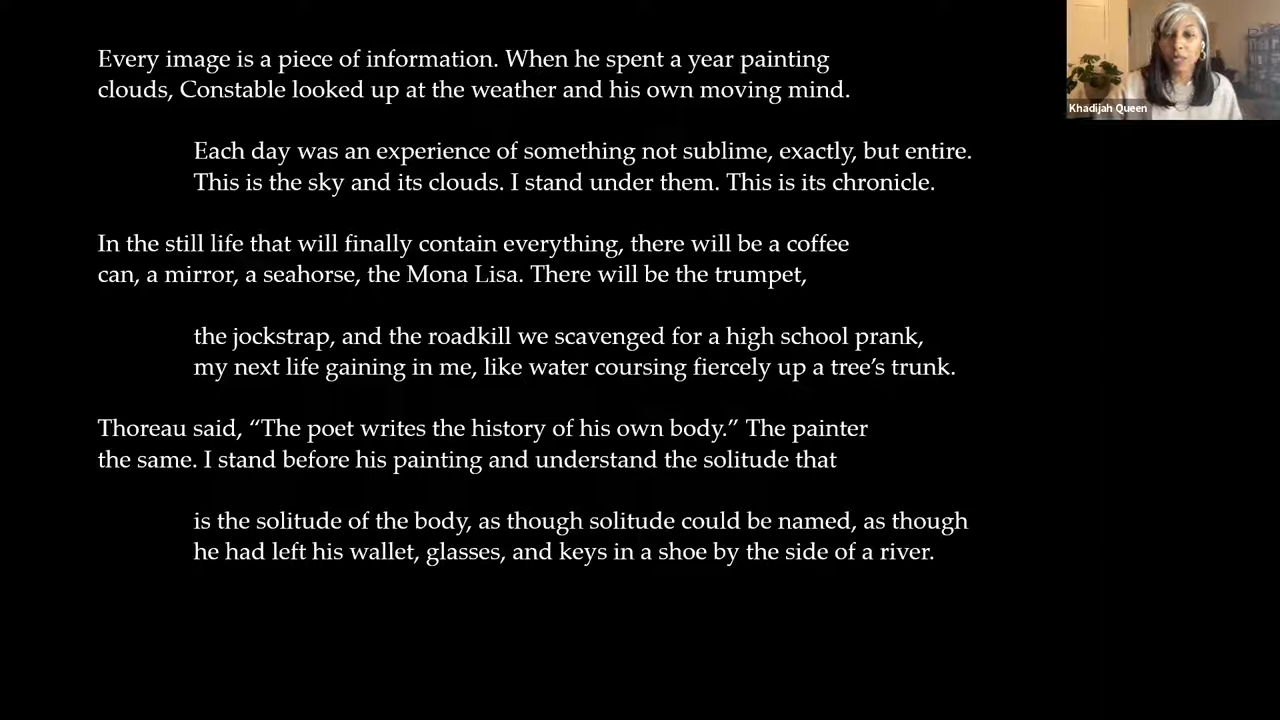 Every image is a piece of information. When he spent a year painting
clouds, Constable looked up at the weather and his own moving mind.
Each day was an experience of something not sublime, exactly, but entire.
This is the sky and its clouds. I stand under them. This is its chronicle.
In the still life that will finally contain everything, there will be a coffee
can, a mirror, a seahorse, the Mona Lisa. There will be the trumpet,
the jockstrap, and the roadkill we scavenged for a high school prank,
my next life gaining in me, like water coursing fiercely up a tree’s trunk.
Thoreau said, “The poet writes the history of his own body.” The painter
the same. I stand before his painting and understand the solitude that
is the solitude of the body, as though solitude could be named, as though
he had left his wallet, glasses, and keys in a shoe by the side of a river.
Khadijah Queen